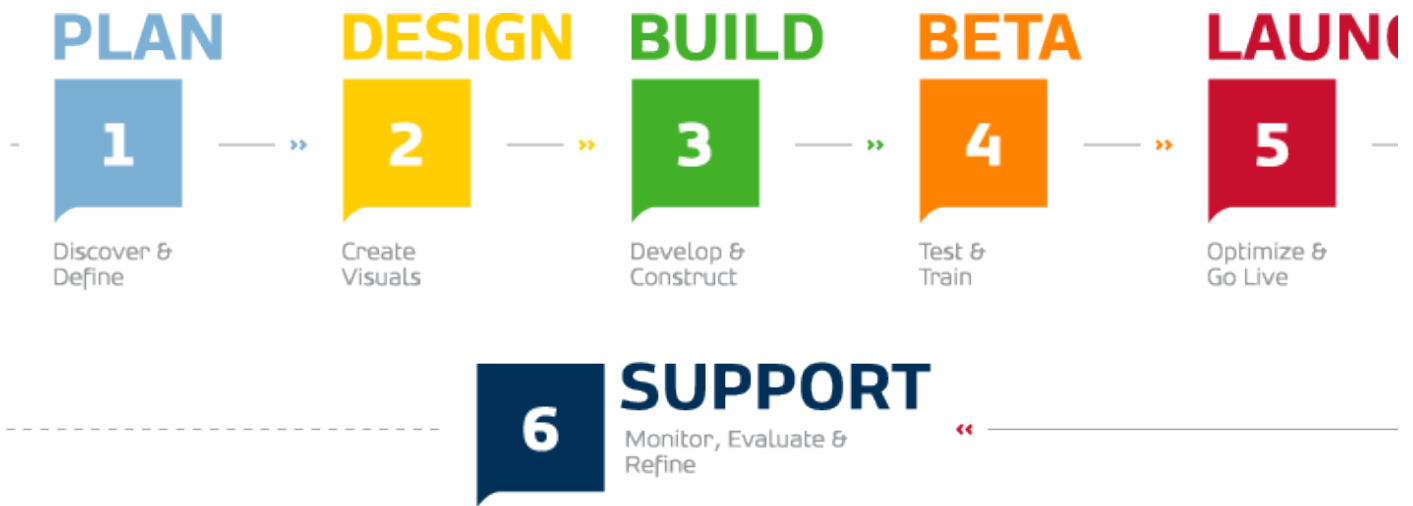 PLAN
DESIGN
BUILD
BETA
1
2
3
4
5
Discover &
Define
Create
Visuals
Develop &
Construct
Test &
Train
Optimize &
Go Live
6
SUPPORT
Monitor, Evaluate &
Refine